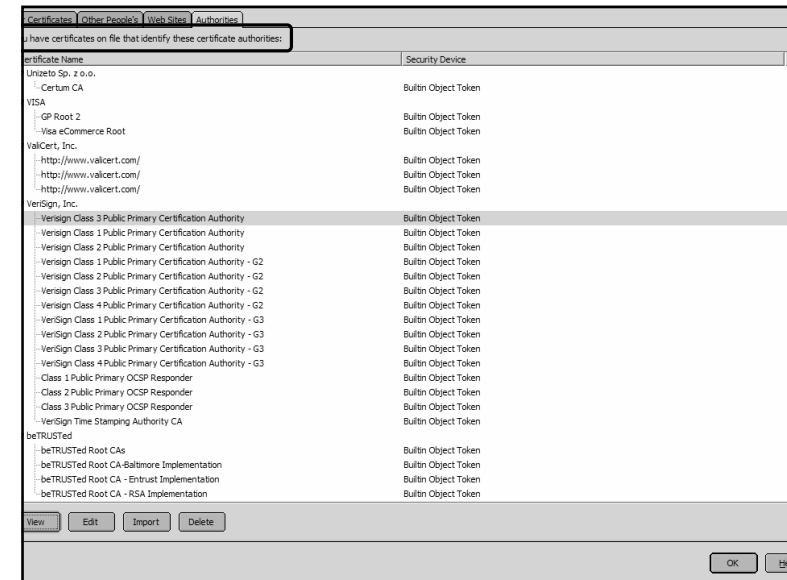 Certificates Other People's Web Sites Authorities
u have certificates on file that identify these certificate authorities:
ertificate Name Security Device
Unizeto Sp. z o.o.
Certum CA Builtin Object Token
VISA
GP Root 2 Builtin Object Token
Visa eCommerce Root Builtin Object Token
ValiCert, Inc.
http://www.valicert.com/ Builtin Object Token
http://www.valicert.com/ Builtin Object Token
http://www.valicert.com/ Builtin Object Token
VeriSign, Inc.
Verisign Class 3 Public Primary Certification Authority Builtin Object Token
Verisign Class 1 Public Primary Certification Authority Builtin Object Token
Verisign Class 2 Public Primary Certification Authority Builtin Object Token
Verisign Class 1 Public Primary Certification Authority - G2 Builtin Object Token
Verisign Class 2 Public Primary Certification Authority - G2 Builtin Object Token
Verisign Class 3 Public Primary Certification Authority - G2 Builtin Object Token
Verisign Class 4 Public Primary Certification Authority - G2 Builtin Object Token
VeriSign Class 1 Public Primary Certification Authority - G3 Builtin Object Token
VeriSign Class 2 Public Primary Certification Authority - G3 Builtin Object Token
VeriSign Class 3 Public Primary Certification Authority - G3 Builtin Object Token
VeriSign Class 4 Public Primary Certification Authority - G3 Builtin Object Token
Class 1 Public Primary OCSP Responder Builtin Object Token
Class 2 Public Primary OCSP Responder Builtin Object Token
Class 3 Public Primary OCSP Responder Builtin Object Token
VeriSign Time Stamping Authority CA Builtin Object Token
beTRUSTed
beTRUSTed Root CAs Builtin Object Token
beTRUSTed Root CA-Baltimore Implementation Builtin Object Token
beTRUSTed Root CA - Entrust Implementation Builtin Object Token
beTRUSTed Root CA - RSA Implementation Builtin Object Token
View Edit Import Delete
OK He